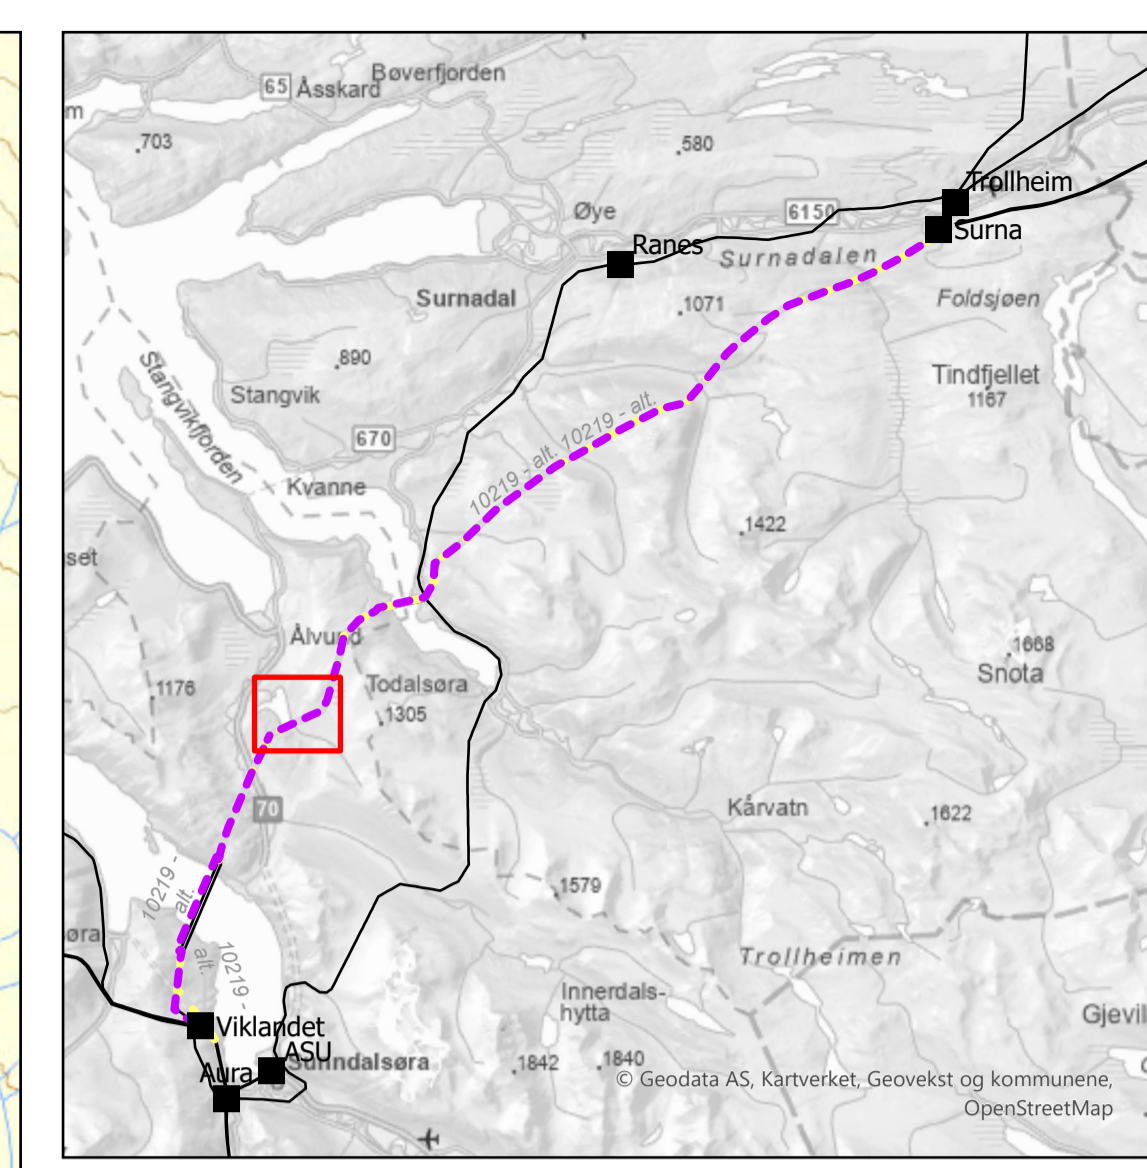 65
Åsskard
Bøverfjorden
m
703
580
Trollheim
Øye
6150
Surna
Ranes
Surnadalen
Surnadal
1071
Foldsjøen
890
Stangvik
Tindfjellet
1167
Stangvikfjorden
670
10219 - alt. 10219 - alt.
Kvanne
1422
set
Ålvund
1668
Snota
1176
Todalsøra
1305
70
Kårvatn
1622
10219 -
alt.
1579
øra
alt.
10219 -
Trollheimen
Innerdals-
hytta
Gjevil
Viklandet
ASU
Sunndalsøra
Aura
1842
1840
© Geodata AS, Kartverket, Geovekst og kommunene,
OpenStreetMap